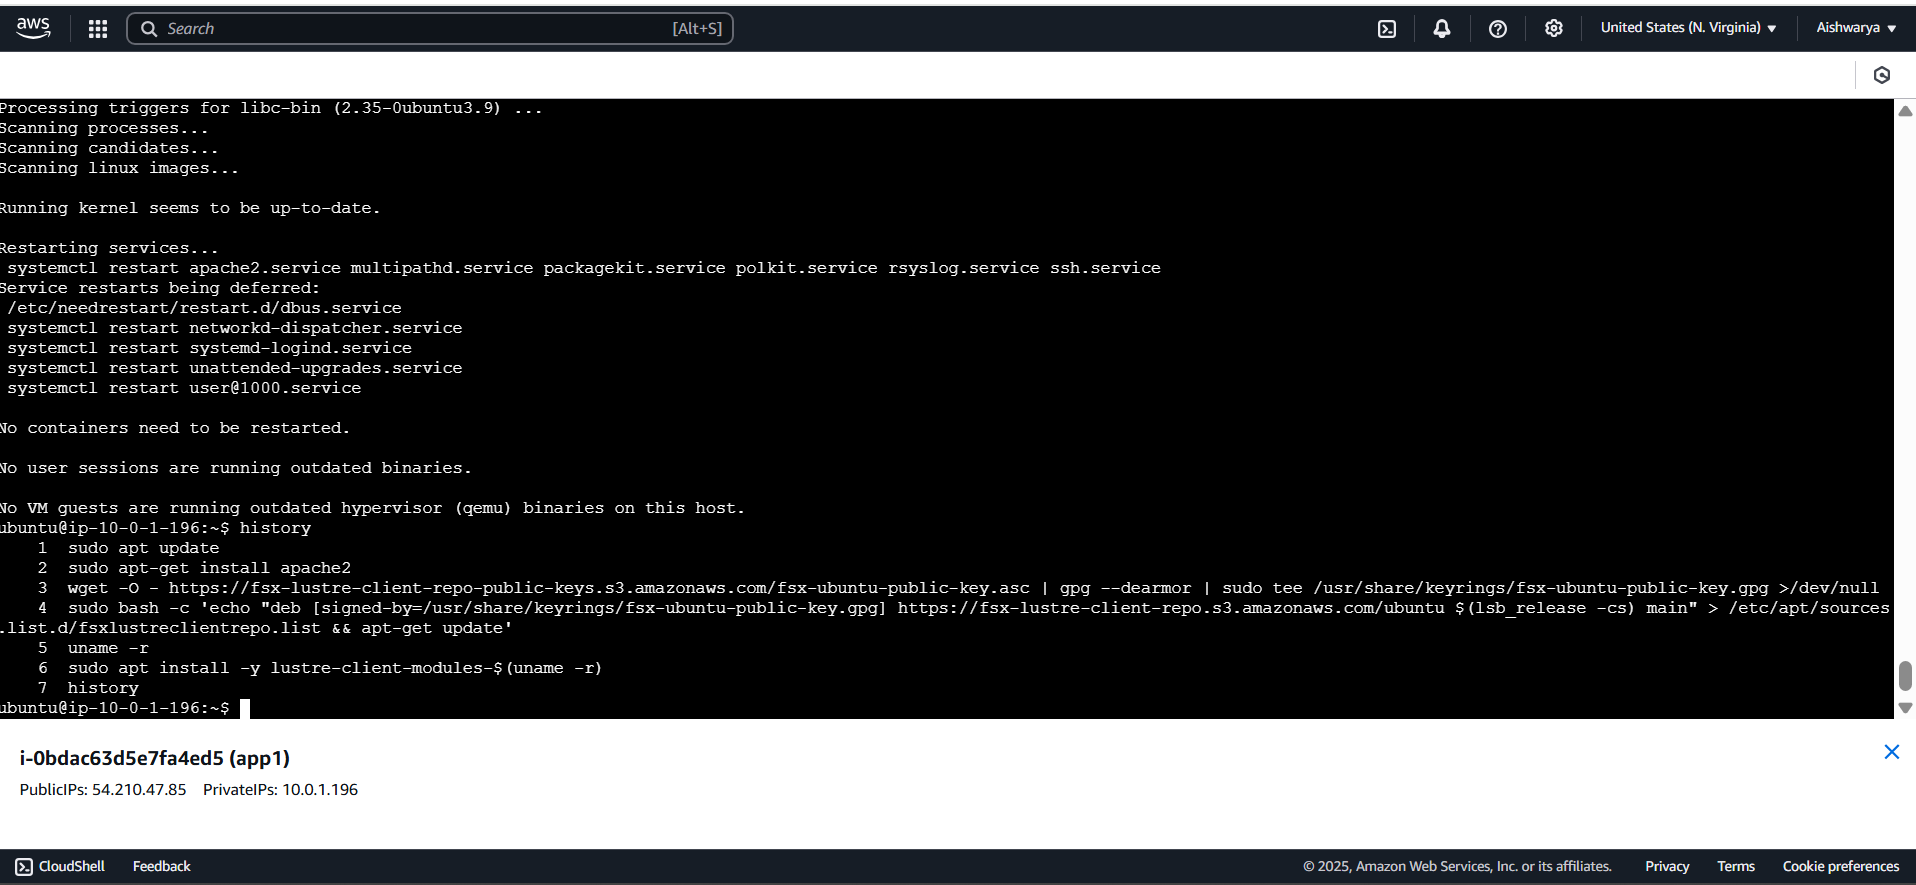 aws
Search [Alt+S]
United States (N. Virginia)
Aishwarya
Processing triggers for libc-bin (2.35-0ubuntu3.9) ...
Scanning processes...
Scanning candidates...
Scanning linux images...
Running kernel seems to be up-to-date.
Restarting services...
systemctl restart apache2.service multipathd.service packagekit.service polkit.service rsyslog.service ssh.service
Service restarts being deferred:
/etc/needrestart/restart.d/dbus.service
systemctl restart networkd-dispatcher.service
systemctl restart systemd-logind.service
systemctl restart unattended-upgrades.service
systemctl restart user@1000.service
No containers need to be restarted.
No user sessions are running outdated binaries.
No VM guests are running outdated hypervisor (qemu) binaries on this host.
ubuntu@ip-10-0-1-196:~$ history
1 sudo apt update
2 sudo apt-get install apache2
3 wget -O - https://fsx-lustre-client-repo-public-keys.s3.amazonaws.com/fsx-ubuntu-public-key.asc | gpg --dearmor | sudo tee /usr/share/keyrings/fsx-ubuntu-public-key.gpg >/dev/null
4 sudo bash -c 'echo "deb [signed-by=/usr/share/keyrings/fsx-ubuntu-public-key.gpg] https://fsx-lustre-client-repo.s3.amazonaws.com/ubuntu $(lsb_release -cs) main" > /etc/apt/sources
.list.d/fsxlustreclientrepo.list && apt-get update'
5 uname -r
6 sudo apt install -y lustre-client-modules-$(uname -r)
7 history
ubuntu@ip-10-0-1-196:~$
i-0bdac63d5e7fa4ed5 (app1)
PublicIPs: 54.210.47.85 PrivateIPs: 10.0.1.196
CloudShell Feedback © 2025, Amazon Web Services, Inc. or its affiliates. Privacy Terms Cookie preferences